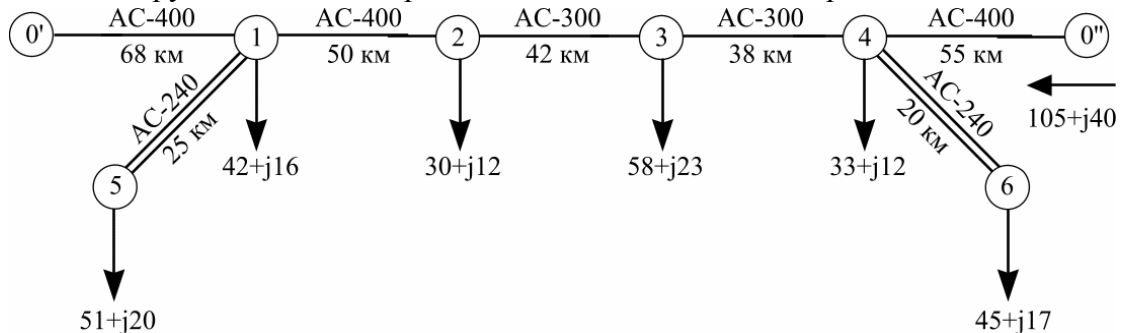 АС-400 АС-400 АС-300 АС-300 АС-400
0' 1 2 3 4 0"
68 км 50 км 42 км 38 км 55 км
АС-240 АС-240
25 км 20 км
105+j40
42+j16 30+j12 58+j23 33+j12
5 6
51+j20 45+j17